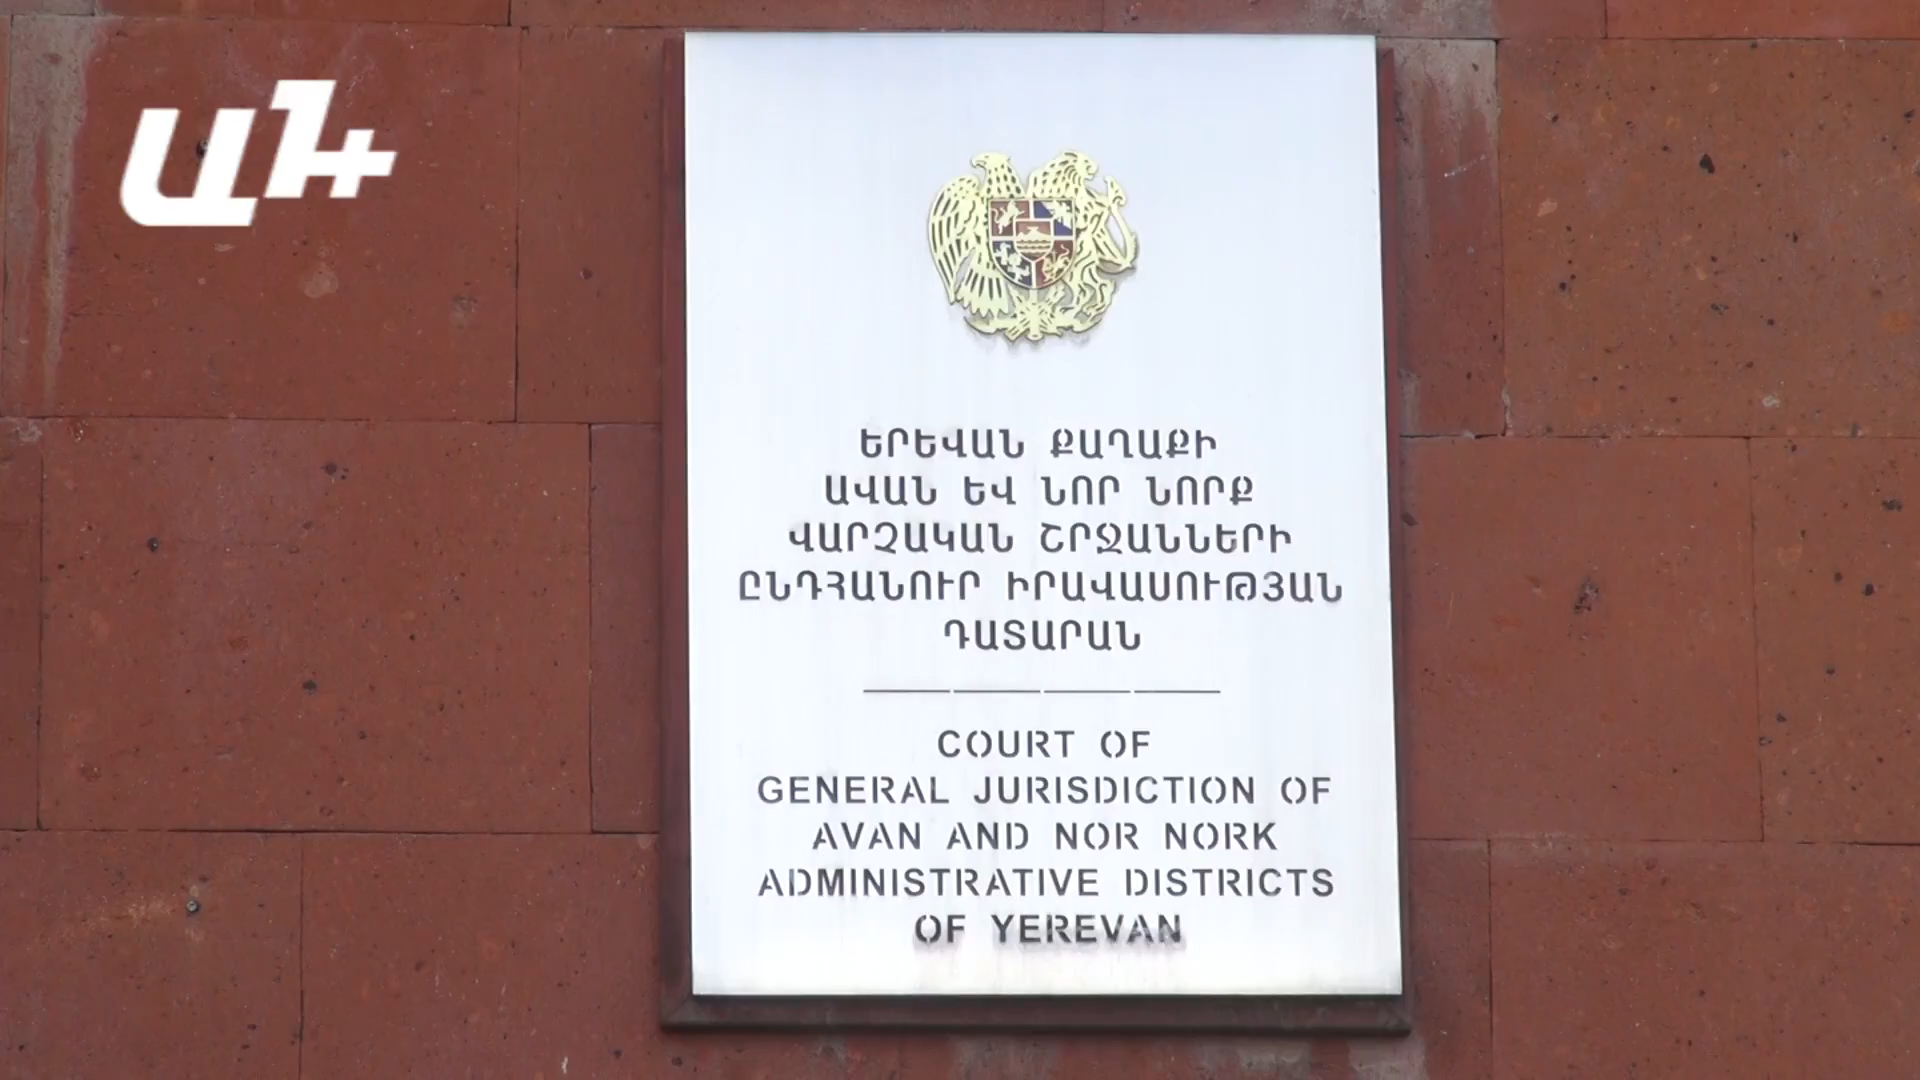 ԱՆ+
ԵՐԵՎԱՆ ՔԱՂԱՔԻ
ԱՎԱՆ ԵՎ ՆՈՐ ՆՈՐՔ
ՎԱՐՉԱԿԱՆ ՇՐՋԱՆՆԵՐԻ
ԸՆԴՀԱՆՈՒՐ ԻՐԱՎԱՍՈՒԹՅԱՆ
ԴԱՏԱՐԱՆ
COURT OF
GENERAL JURISDICTION OF
AVAN AND NOR NORK
ADMINISTRATIVE DISTRICTS
OF YEREVAN